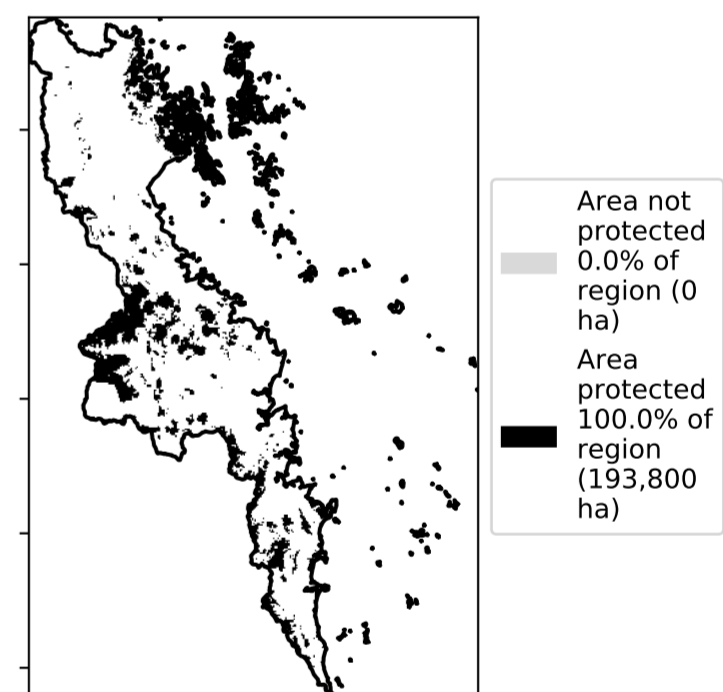 Area not
protected
0.0% of
region (0
ha)
Area
protected
100.0% of
region
(193,800
ha)